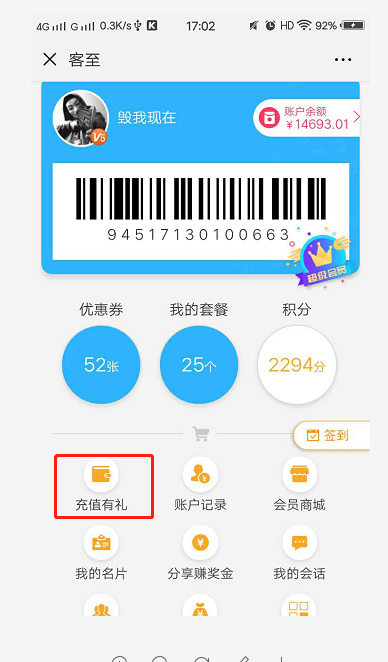 4G 4G 0.3K/s K 17:02 HD 92%
客至
毁我现在
V5
账户余额
¥14693.01
94517130100663
超级会员
优惠券 我的套餐 积分
52张 25个 2294分
签到
充值有礼 账户记录 会员商城
我的名片 分享赚奖金 我的会话